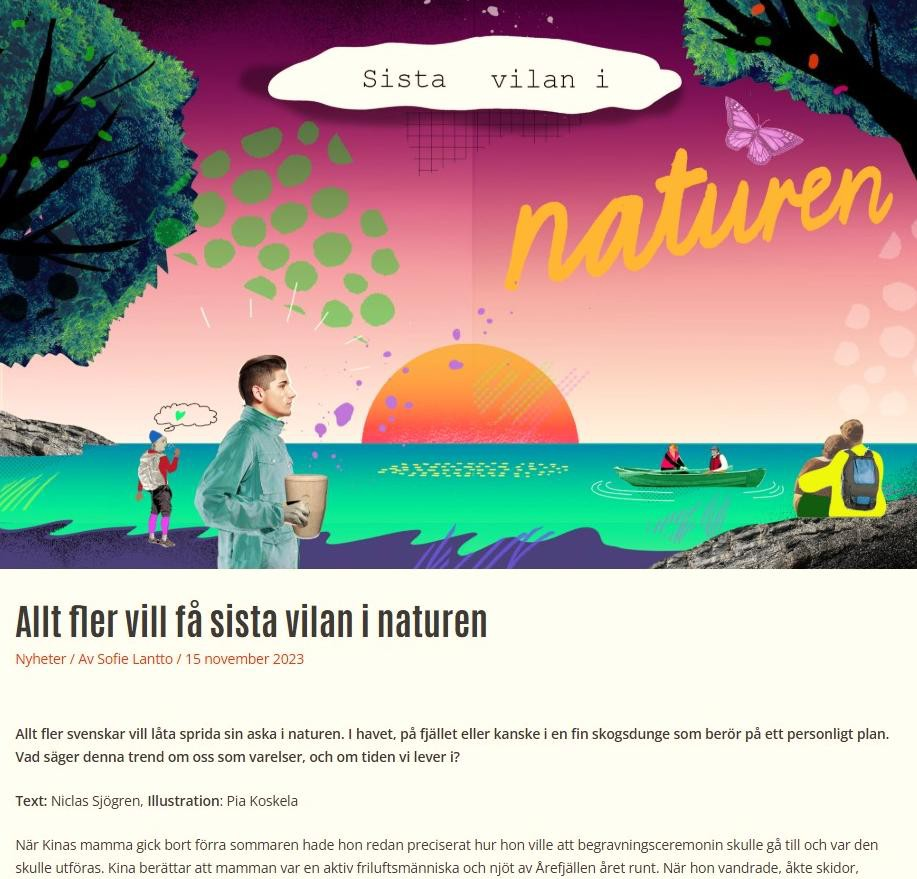 Sista vilan i
naturen
Allt fler vill få sista vilan i naturen
Nyheter / Av Sofie Lantto / 15 november 2023
Allt fler svenskar vill låta sprida sin aska i naturen. I havet, på fjället eller kanske i en fin skogsdunge som berör på ett personligt plan.
Vad säger denna trend om oss som varelser, och om tiden vi lever i?
Text: Niclas Sjögren, Illustration: Pia Koskela
När Kinas mamma gick bort förra sommaren hade hon redan preciserat hur hon ville att begravningsceremonin skulle gå till och var den
skulle utföras. Kina berättar att mamman var en aktiv friluftsmänniska och njöt av Årefjällen året runt. När hon vandrade, åkte skidor,